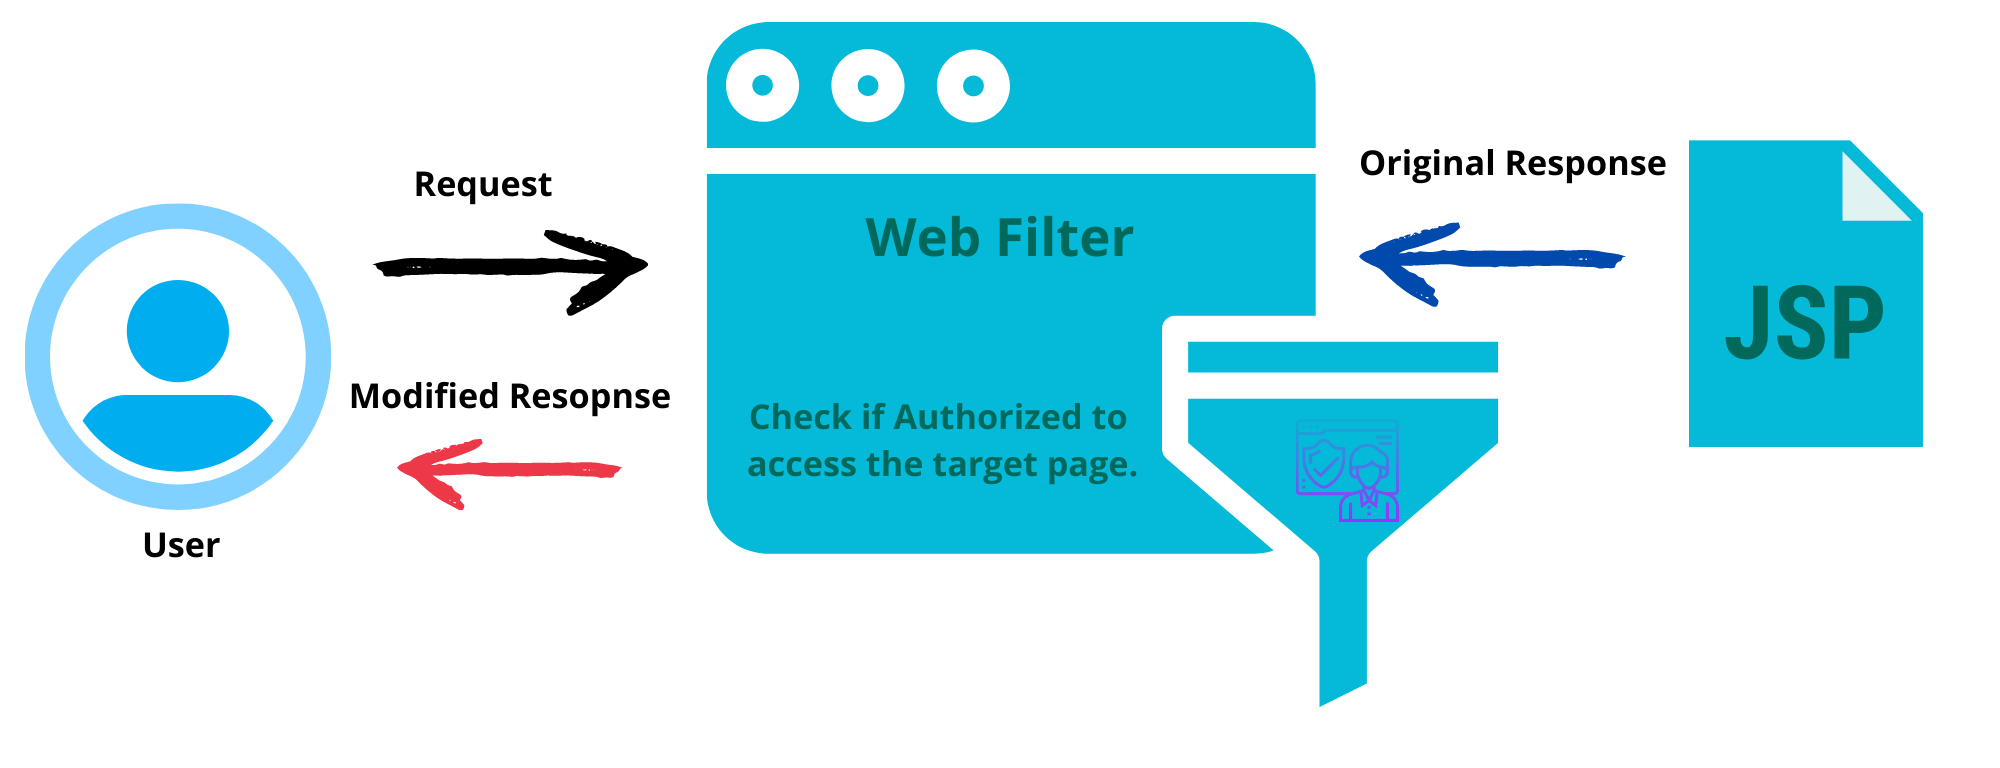 Request
Modified Resopnse
User
Web Filter
Check if Authorized to
access the target page.
Original Response
JSP